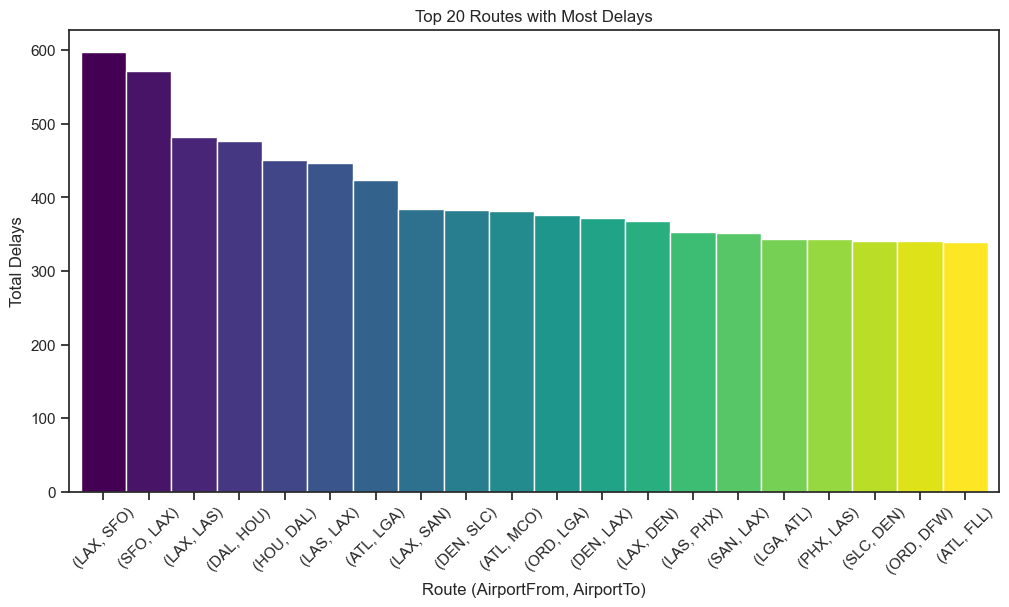 Top 20 Routes with Most Delays
Total Delays
600
500
400
300
200
100
0
(LAX, SFO)
(SFO, LAX)
(LAX, LAS)
(DAL, HOU)
(HOU, DAL)
(LAS, LAX)
(ATL, LGA)
(LAX, SAN)
(DEN, SLC)
(ATL, MCO)
(ORD, LGA)
(DEN, LAX)
(LAX, DEN)
(LAS, PHX)
(SAN, LAX)
(LGA, ATL)
(PHX, LAS)
(SLC, DEN)
(ORD, DFW)
(ATL, FLL)
Route (AirportFrom, AirportTo)